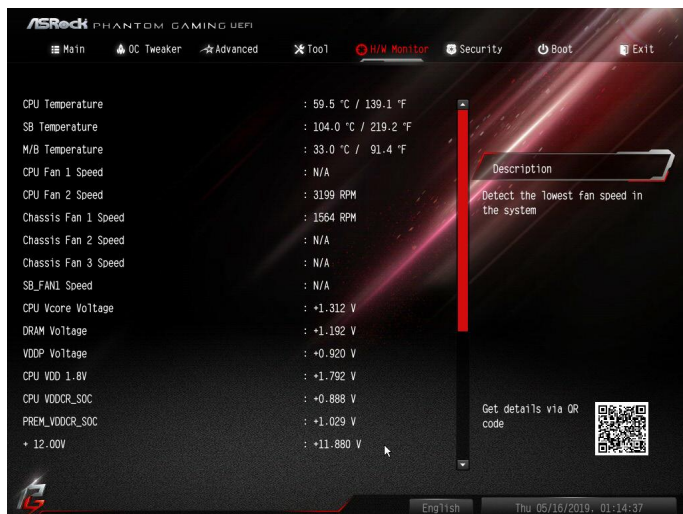 ASRock PHANTOM GAMING UEFI
Main OC Tweaker Advanced Tool H/W Monitor Security Boot Exit
CPU Temperature : 59.5 °C / 139.1 °F
SB Temperature : 104.0 °C / 219.2 °F
M/B Temperature : 33.0 °C / 91.4 °F
CPU Fan 1 Speed : N/A
CPU Fan 2 Speed : 3199 RPM
Chassis Fan 1 Speed : 1564 RPM
Chassis Fan 2 Speed : N/A
Chassis Fan 3 Speed : N/A
SB_FAN1 Speed : N/A
CPU Vcore Voltage : +1.312 V
DRAM Voltage : +1.192 V
VDDP Voltage : +0.920 V
CPU VDD 1.8V : +1.792 V
CPU VDDCR_SOC : +0.888 V
PREM_VDDCR_SOC : +1.029 V
+ 12.00V : +11.880 V
Description
Detect the lowest fan speed in
the system
Get details via QR
code
English Thu 05/16/2019. 01:14:37